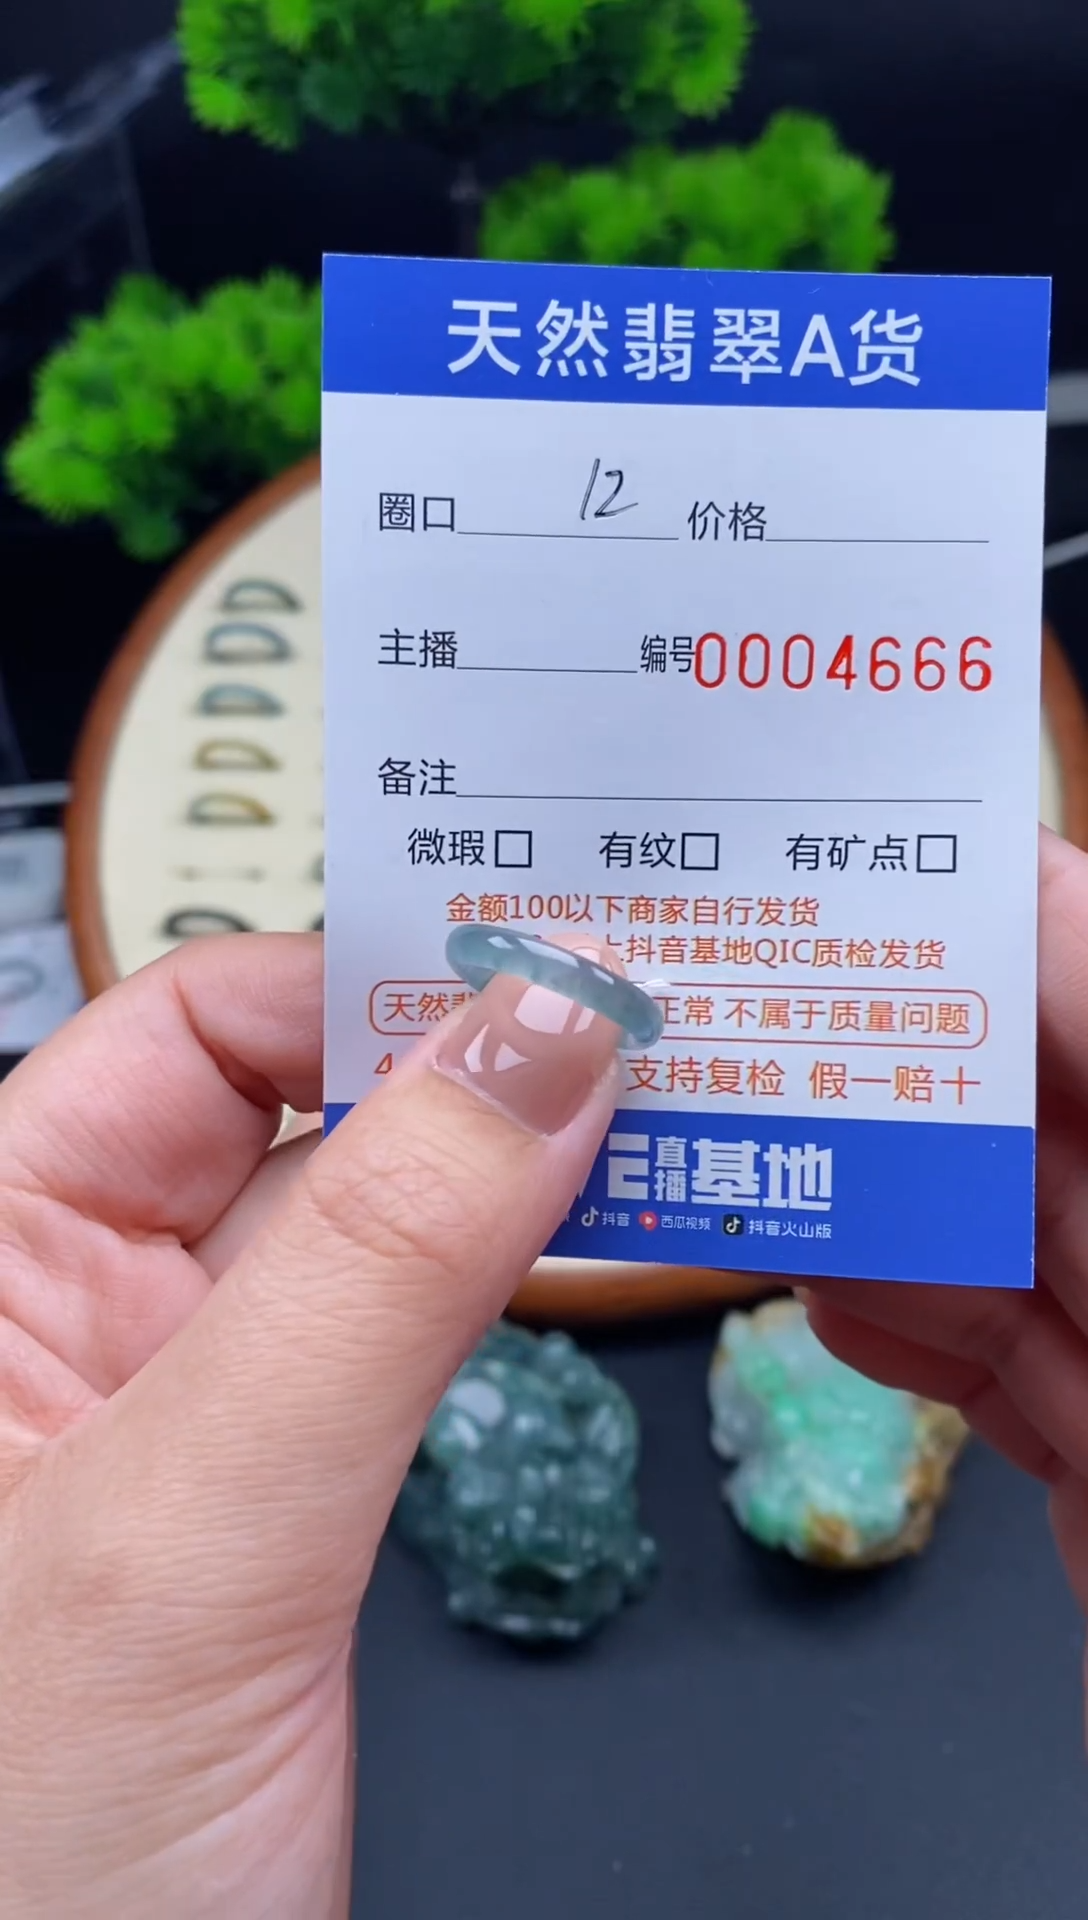 天然翡翠A货
圈口 12 价格
主播 编号0004666
备注
微瑕□ 有纹□ 有矿点□
金额100以下商家自行发货
上抖音基地QIC质检发货
天然 正常 不属于质量问题
支持复检 假一赔十
E直播基地
抖音 西瓜视频 抖音火山版